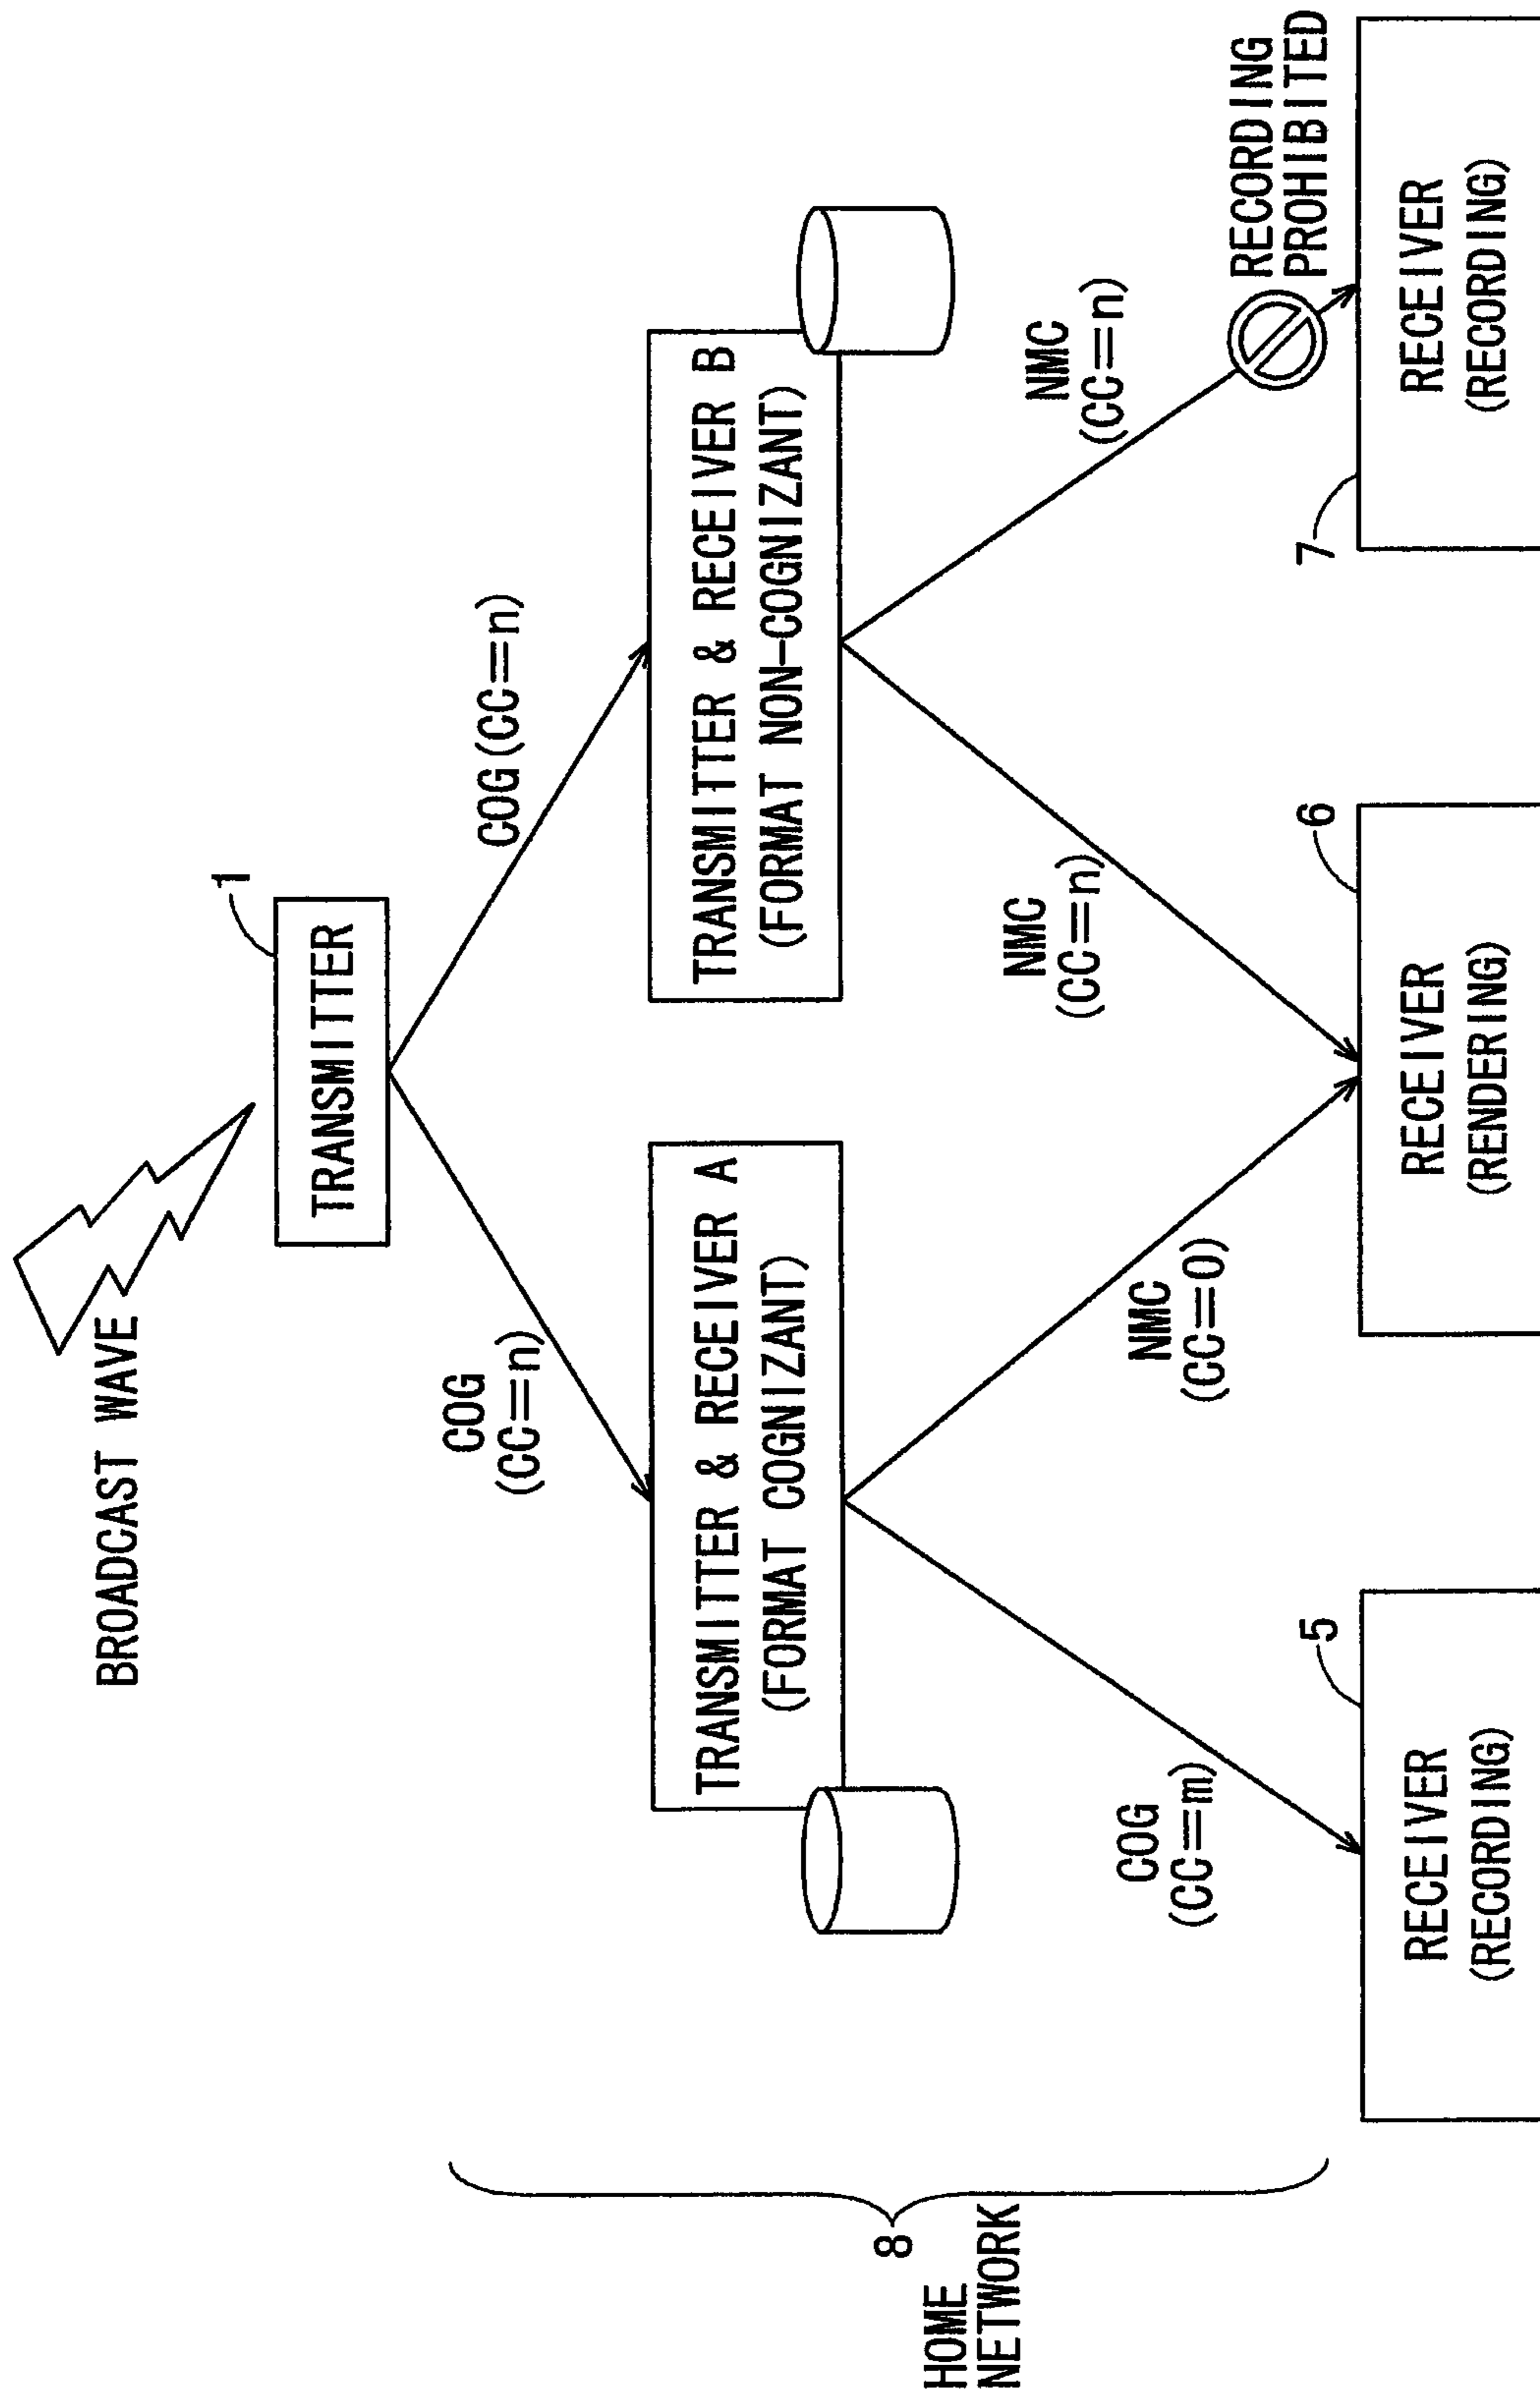 BROADCAST WAVE
1
TRANSMITTER
COG
(CC=n)
COG(CC=n)
TRANSMITTER & RECEIVER A
(FORMAT COGNIZANT)
TRANSMITTER & RECEIVER B
(FORMAT NON-COGNIZANT)
8
HOME
NETWORK
COG
(CC=m)
NMC
(CC=0)
NMC
(CC=n)
NMC
(CC=n)
RECORDING
PROHIBITED
5
RECEIVER
(RECORDING)
6
RECEIVER
(RENDERING)
7
RECEIVER
(RECORDING)